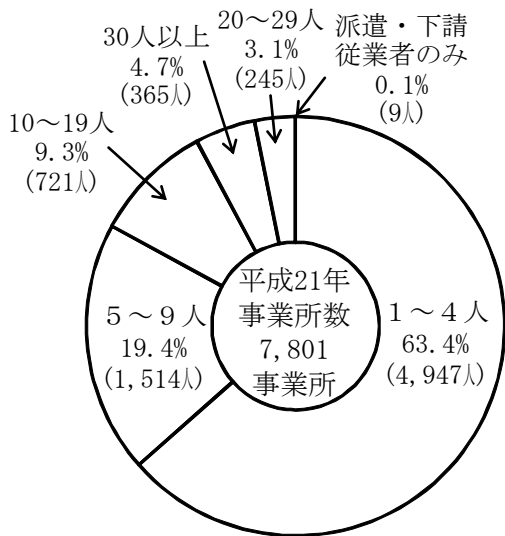 20～29人
3.1%
(245人)
派遣・下請
従業者のみ
0.1%
(9人)
30人以上
4.7%
(365人)
10～19人
9.3%
(721人)
5～9人
19.4%
(1,514人)
平成21年
事業所数
7,801
事業所
1～4人
63.4%
(4,947人)